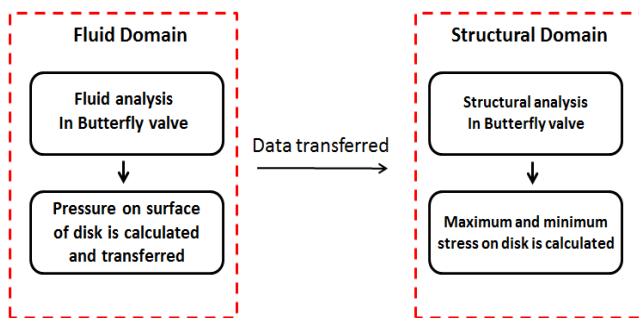 Fluid Domain
Fluid analysis
In Butterfly valve
Pressure on surface
of disk is calculated
and transferred
Data transferred
Structural Domain
Structural analysis
In Butterfly valve
Maximum and minimum
stress on disk is calculated